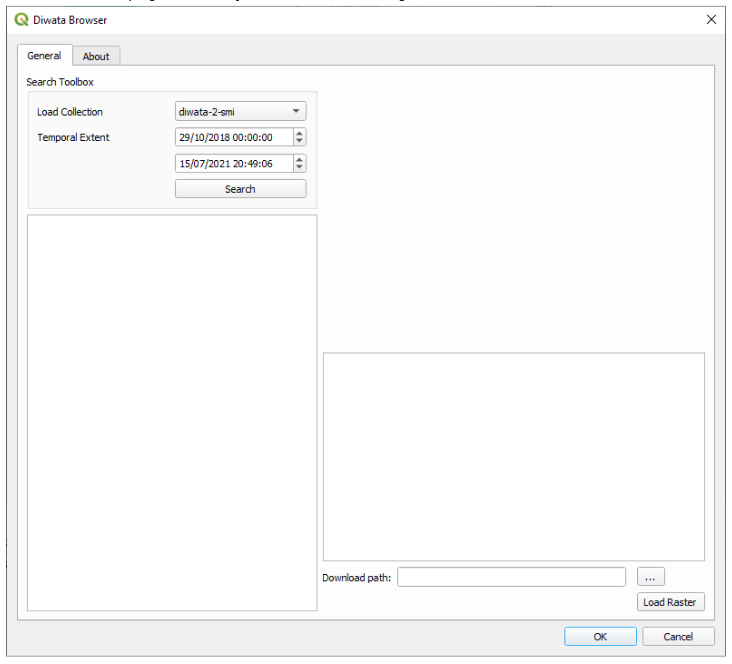 Diwata Browser
General
About
Search Toolbox
Load Collection
diwata-2-smi
Temporal Extent
29/10/2018 00:00:00
15/07/2021 20:49:06
Search
Download path:
...
Load Raster
OK
Cancel